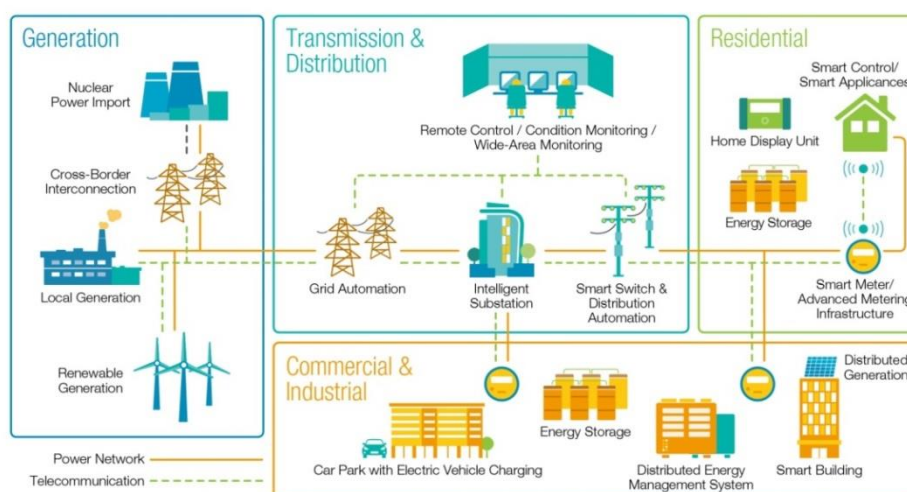 Generation
Nuclear
Power Import
Cross-Border
Interconnection
Local Generation
Renewable
Generation
Transmission &
Distribution
Remote Control / Condition Monitoring /
Wide-Area Monitoring
Grid Automation
Intelligent
Substation
Smart Switch &
Distribution
Automation
Residential
Smart Control/
Smart Applicances
Home Display Unit
Energy Storage
Smart Meter/
Advanced Metering
Infrastructure
Commercial &
Industrial
Car Park with Electric Vehicle Charging
Energy Storage
Distributed Energy
Management System
Distributed
Generation
Smart Building
Power Network
Telecommunication